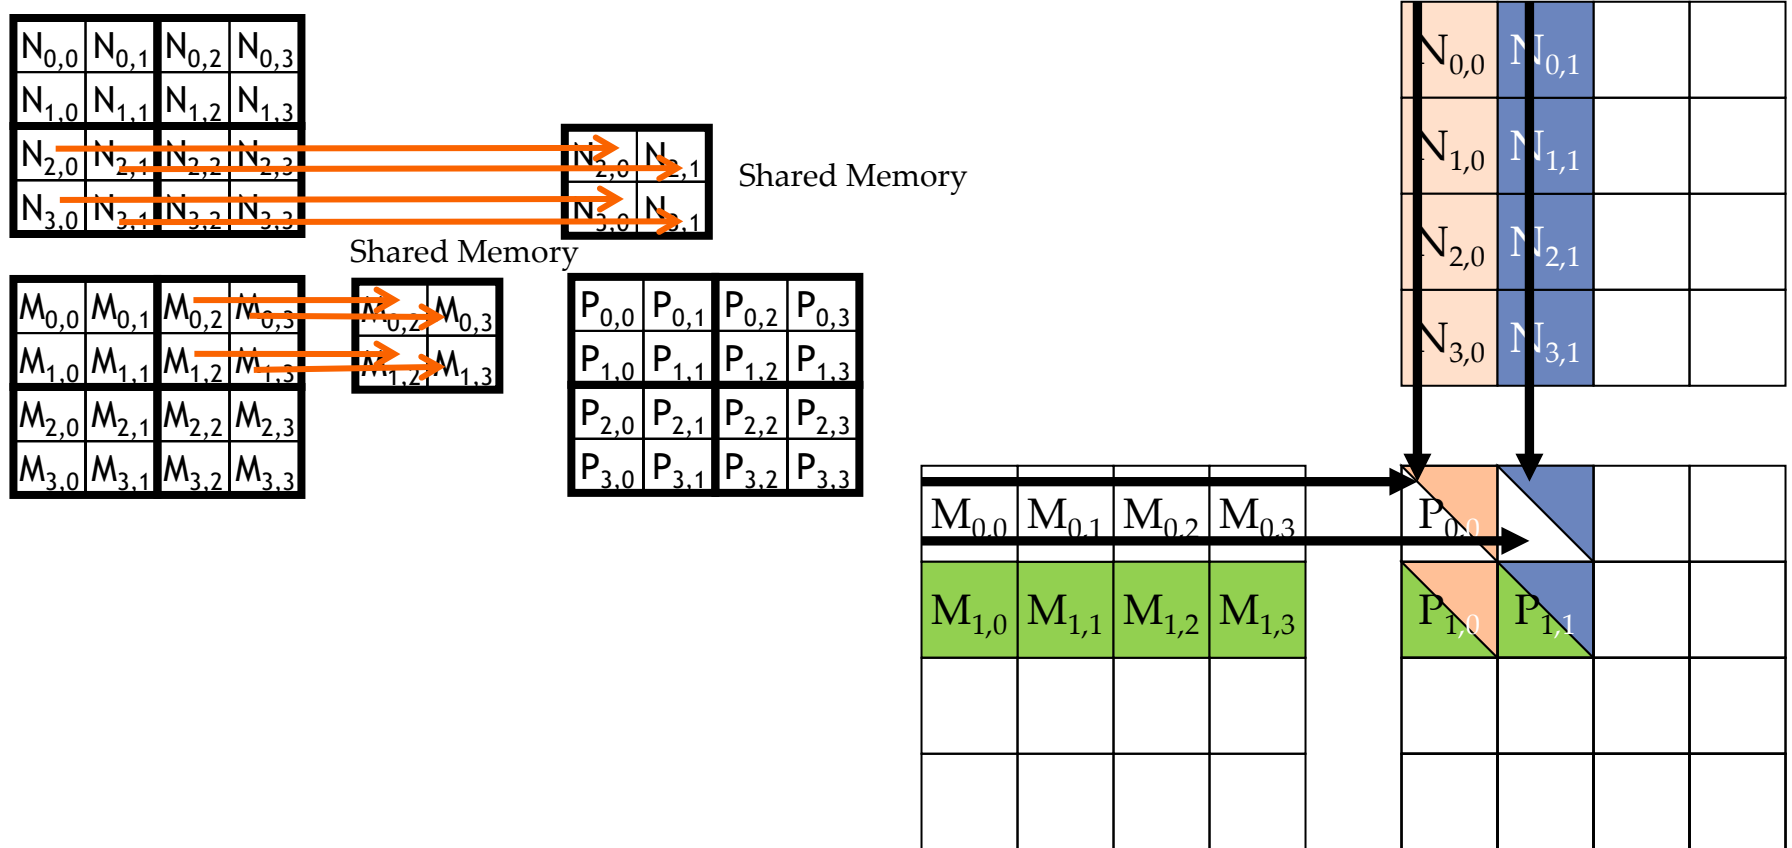 N0,0 N0,1 N0,2 N0,3
N1,0 N1,1 N1,2 N1,3
N2,0 N2,1 N2,2 N2,3
N3,0 N3,1 N3,2 N3,3
N2,0 N2,1
N3,0 N3,1
Shared Memory
Shared Memory
M0,0 M0,1 M0,2 M0,3
M1,0 M1,1 M1,2 M1,3
M2,0 M2,1 M2,2 M2,3
M3,0 M3,1 M3,2 M3,3
M0,2 M0,3
M1,2 M1,3
P0,0 P0,1 P0,2 P0,3
P1,0 P1,1 P1,2 P1,3
P2,0 P2,1 P2,2 P2,3
P3,0 P3,1 P3,2 P3,3
N0,0 N0,1
N1,0 N1,1
N2,0 N2,1
N3,0 N3,1
M0,0 M0,1 M0,2 M0,3
M1,0 M1,1 M1,2 M1,3
P0,0
P1,0 P1,1